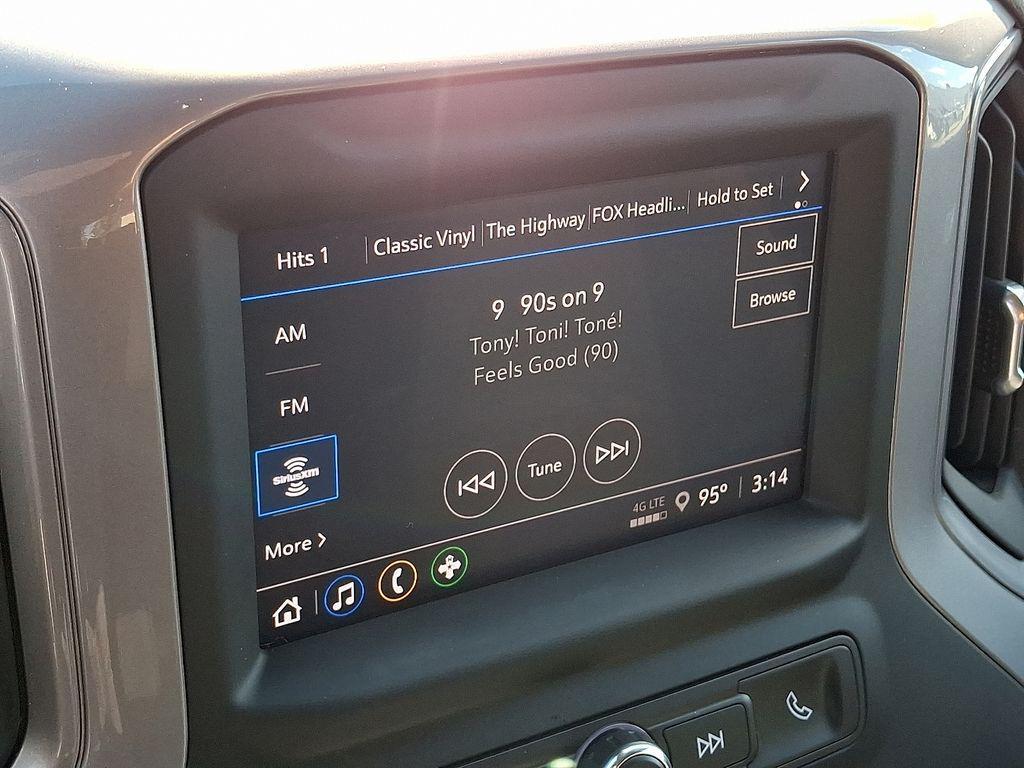 Hits 1
Classic Vinyl
The Highway
FOX Headli...
Hold to Set
Sound
Browse
9 90s on 9
Tony! Toni! Toné!
Feels Good (90)
AM
FM
SiriusXM
More
Tune
4G LTE
95°
3:14